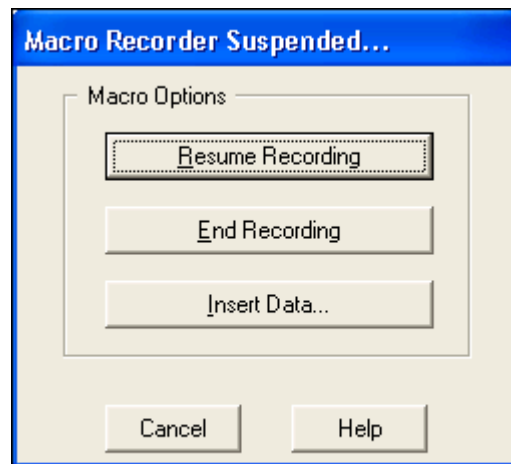 Macro Recorder Suspended...
Macro Options
Resume Recording
End Recording
Insert Data...
Cancel Help